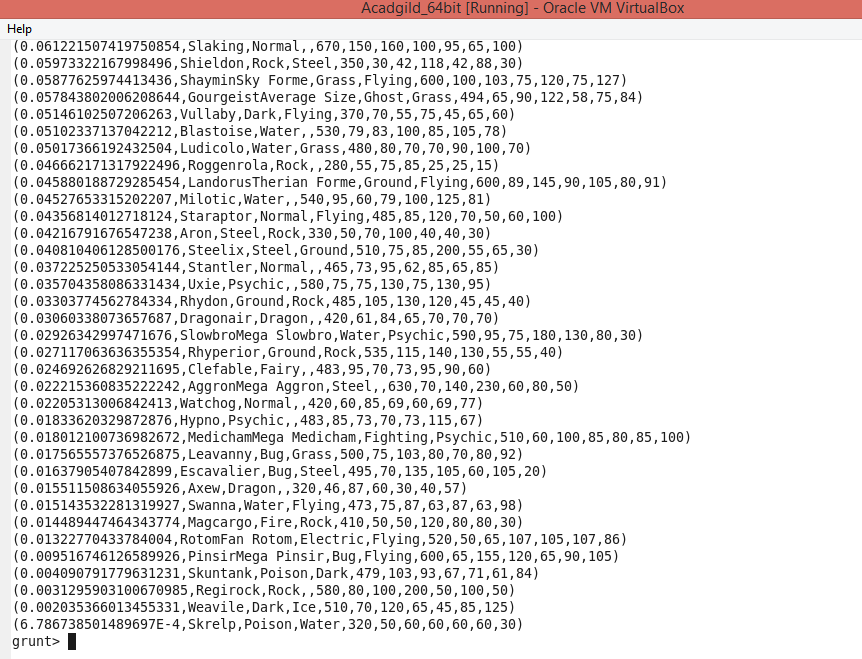 Acadgild_64bit [Running] - Oracle VM VirtualBox
Help
(0.061221507419750854,Slaking,Normal,,670,150,160,100,95,65,100)
(0.05973322167998496,Shieldon,Rock,Steel,350,30,42,118,42,88,30)
(0.05877625974413436,ShayminSky Forme,Grass,Flying,600,100,103,75,120,75,127)
(0.057843802006208644,GourgeistAverage Size,Ghost,Grass,494,65,90,122,58,75,84)
(0.05146102507206263,Vullaby,Dark,Flying,370,70,55,75,45,65,60)
(0.05102337137042212,Blastoise,Water,,530,79,83,100,85,105,78)
(0.05017366192432504,Ludicolo,Water,Grass,480,80,70,70,90,100,70)
(0.046662171317922496,Roggenrola,Rock,,280,55,75,85,25,25,15)
(0.045880188729285454,LandorusTherian Forme,Ground,Flying,600,89,145,90,105,80,91)
(0.04527653315202207,Milotic,Water,,540,95,60,79,100,125,81)
(0.04356814012718124,Staraptor,Normal,Flying,485,85,120,70,50,60,100)
(0.04216791676547238,Aron,Steel,Rock,330,50,70,100,40,40,30)
(0.040810406128500176,Steelix,Steel,Ground,510,75,85,200,55,65,30)
(0.037225250533054144,Stantler,Normal,,465,73,95,62,85,65,85)
(0.035704358086331434,Uxie,Psychic,,580,75,75,130,75,130,95)
(0.03303774562784334,Rhydon,Ground,Rock,485,105,130,120,45,45,40)
(0.03060338073657687,Dragonair,Dragon,,420,61,84,65,70,70,70)
(0.02926342997471676,SlowbroMega Slowbro,Water,Psychic,590,95,75,180,130,80,30)
(0.027117063636355354,Rhyperior,Ground,Rock,535,115,140,130,55,55,40)
(0.024692626829211695,Clefable,Fairy,,483,95,70,73,95,90,60)
(0.022215360835222242,AggronMega Aggron,Steel,,630,70,140,230,60,80,50)
(0.02205313006842413,Watchog,Normal,,420,60,85,69,60,69,77)
(0.01833620329872876,Hypno,Psychic,,483,85,73,70,73,115,67)
(0.018012100736982672,MedichamMega Medicham,Fighting,Psychic,510,60,100,85,80,85,100)
(0.017565557376526875,Leavanny,Bug,Grass,500,75,103,80,70,80,92)
(0.01637905407842899,Escavalier,Bug,Steel,495,70,135,105,60,105,20)
(0.015511508634055926,Axew,Dragon,,320,46,87,60,30,40,57)
(0.015143532281319927,Swanna,Water,Flying,473,75,87,63,87,63,98)
(0.014489447464343774,Magcargo,Fire,Rock,410,50,50,120,80,80,30)
(0.01322770433784004,RotomFan Rotom,Electric,Flying,520,50,65,107,105,107,86)
(0.009516746126589926,PinsirMega Pinsir,Bug,Flying,600,65,155,120,65,90,105)
(0.004090791779631231,Skuntank,Poison,Dark,479,103,93,67,71,61,84)
(0.0031295903100670985,Regirock,Rock,,580,80,100,200,50,100,50)
(0.002035366013455331,Weavile,Dark,Ice,510,70,120,65,45,85,125)
(6.786738501489697E-4,Skrelp,Poison,Water,320,50,60,60,60,60,30)
grunt>